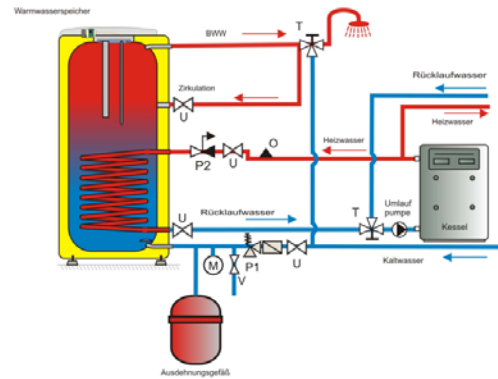 Warmwasserspeicher
BWW
T
Zirkulation
U
Rücklaufwasser
Heizwasser
O
Heizwasser
P2
U
U
Rücklaufwasser
T
Umlauf
pumpe
Kessel
M
V
P1
U
Kaltwasser
Ausdehnungsgefäß